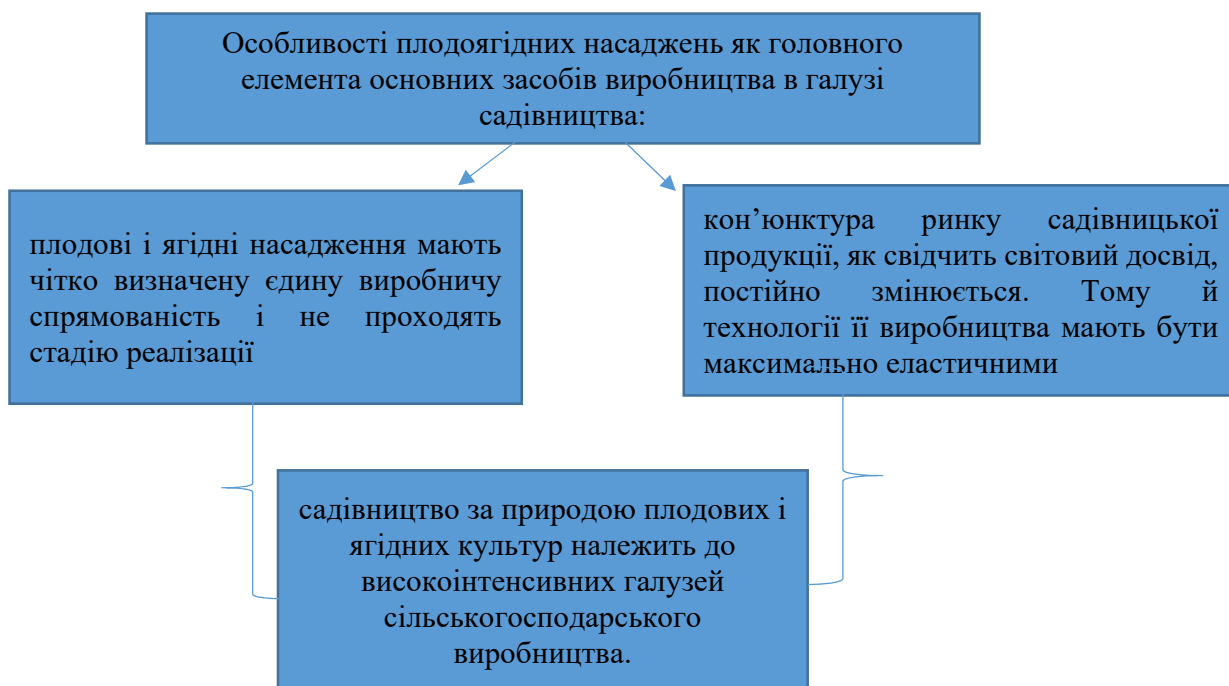 Особливості плодоягідних насаджень як головного
елемента основних засобів виробництва в галузі
садівництва:
плодові і ягідні насадження мають
чітко визначену єдину виробничу
спрямованість і не проходять
стадію реалізації
кон’юнктура ринку садівницької
продукції, як свідчить світовий досвід,
постійно змінюється. Тому й
технології її виробництва мають бути
максимально еластичними
садівництво за природою плодових і
ягідних культур належить до
високоінтенсивних галузей
сільськогосподарського
виробництва.